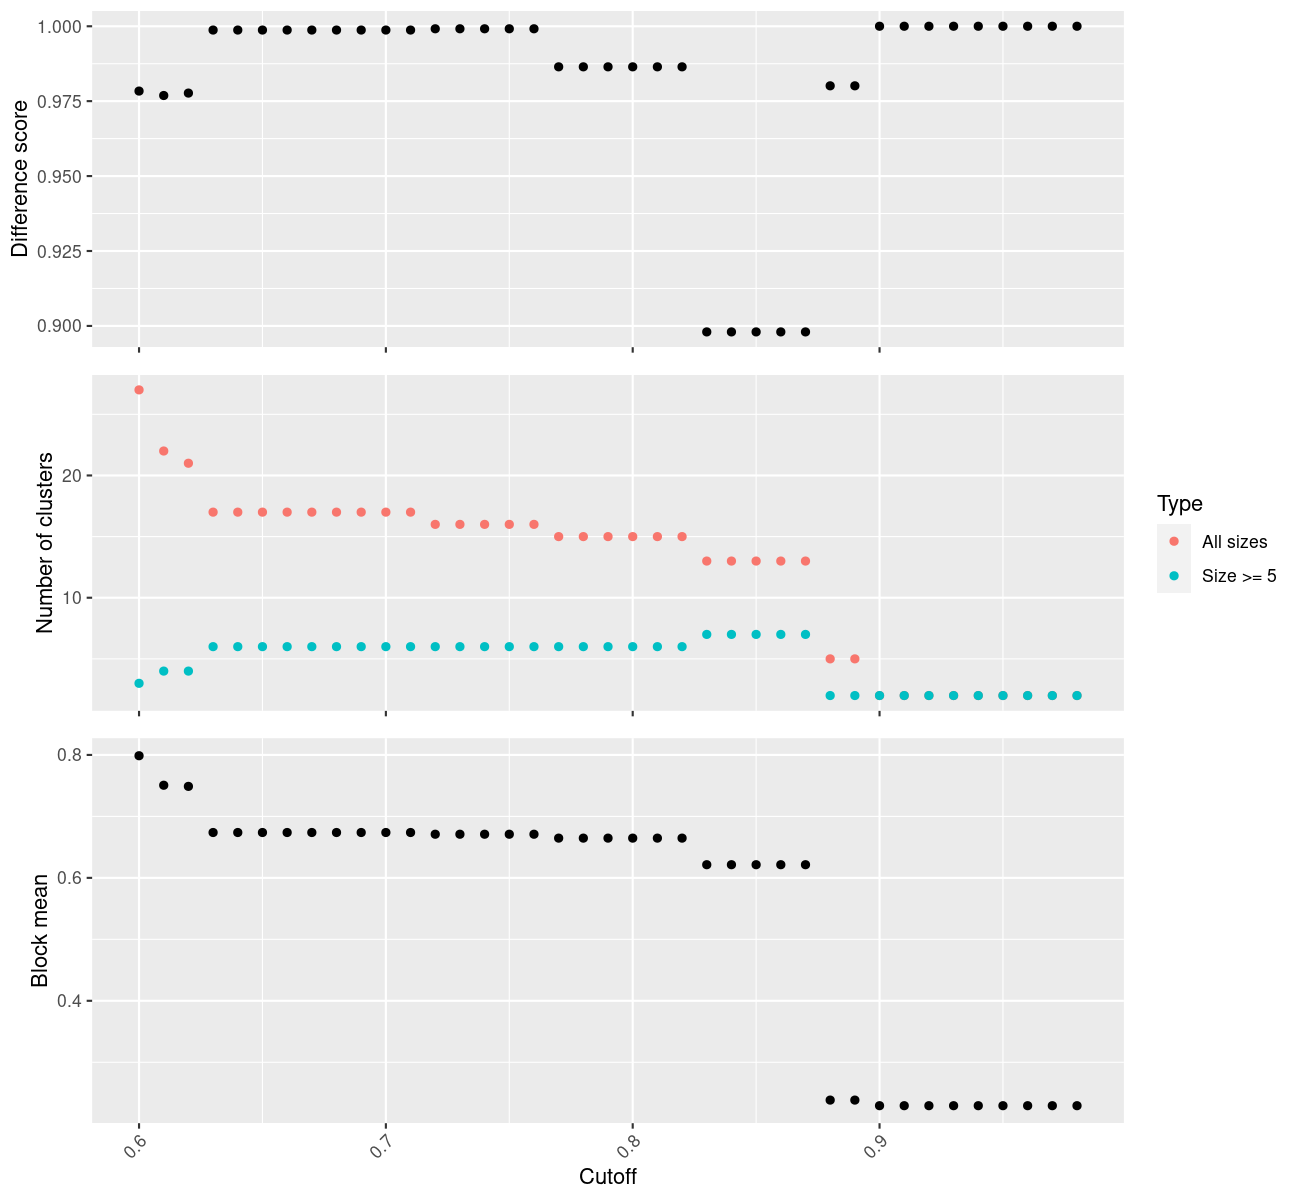 Difference score
1.000
0.975
0.950
0.925
0.900
Number of clusters
20
10
Type
All sizes
Size >= 5
Block mean
0.8
0.6
0.4
0.6
0.7
0.8
0.9
Cutoff